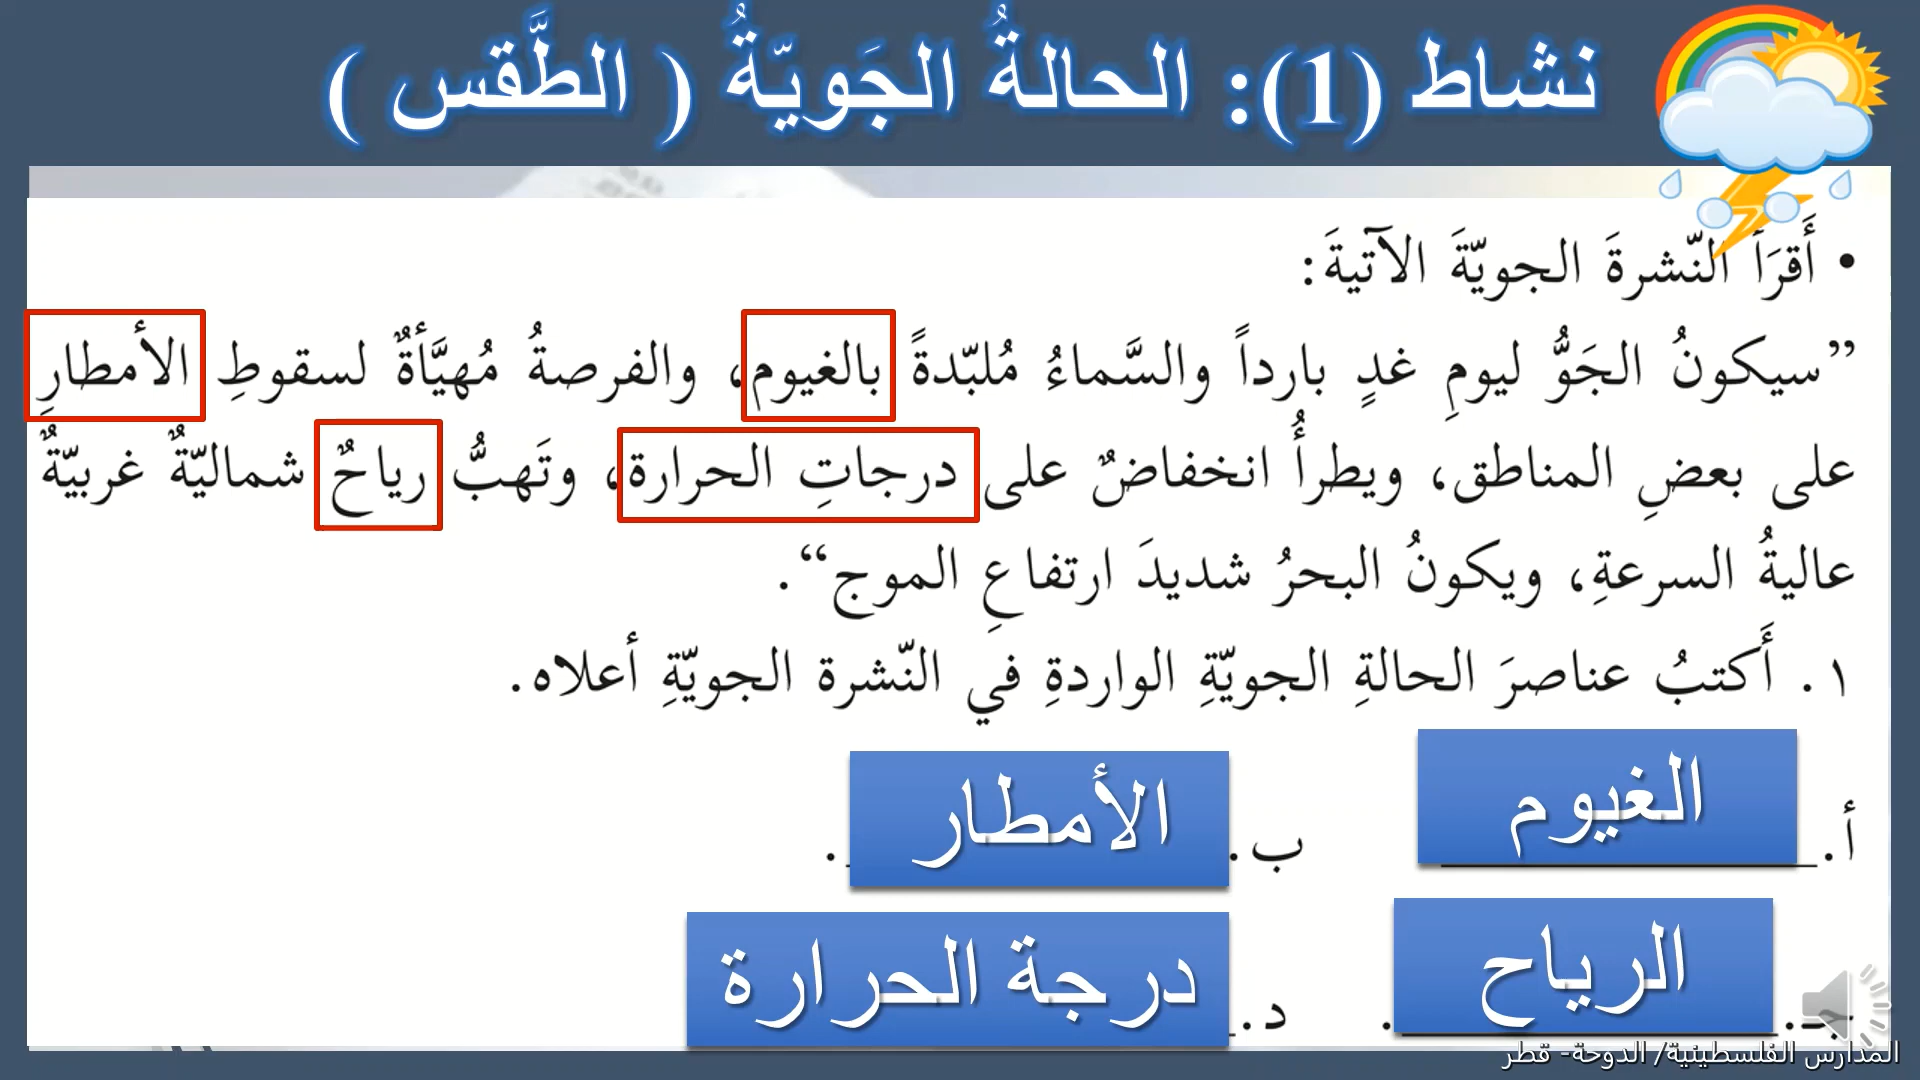 نشاط (1): الحالةُ الجَويّةُ ( الطَّقس )
• أَقرَأ النّشرةَ الجويّةَ الآتيةَ:
”سيكونُ الجَوُّ ليومِ غدٍ بارداً والسَّماءُ مُلبّدةً بالغيوم، والفرصةُ مُهيَّأةٌ لسقوطِ الأمطارِ
على بعضِ المناطق، ويطرأُ انخفاضٌ على درجاتِ الحرارة، وتَهبُّ رياحٌ شماليّةٌ غربيّةٌ
عاليةُ السرعةِ، ويكونُ البحرُ شديدَ ارتفاعِ الموج“.
١. أَكتبُ عناصرَ الحالةِ الجويّةِ الواردةِ في النّشرة الجويّةِ أعلاه.
أ. الغيوم ب. الأمطار .
جـ. الرياح . د. درجة الحرارة
المدارس الفلسطينية/ الدوحة- قطر